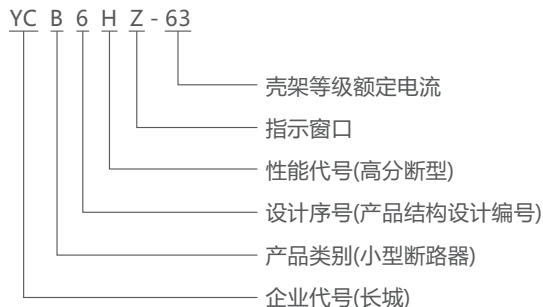 YC B 6 H Z - 63
壳架等级额定电流
指示窗口
性能代号(高分断型)
设计序号(产品结构设计编号)
产品类别(小型断路器)
企业代号(长城)